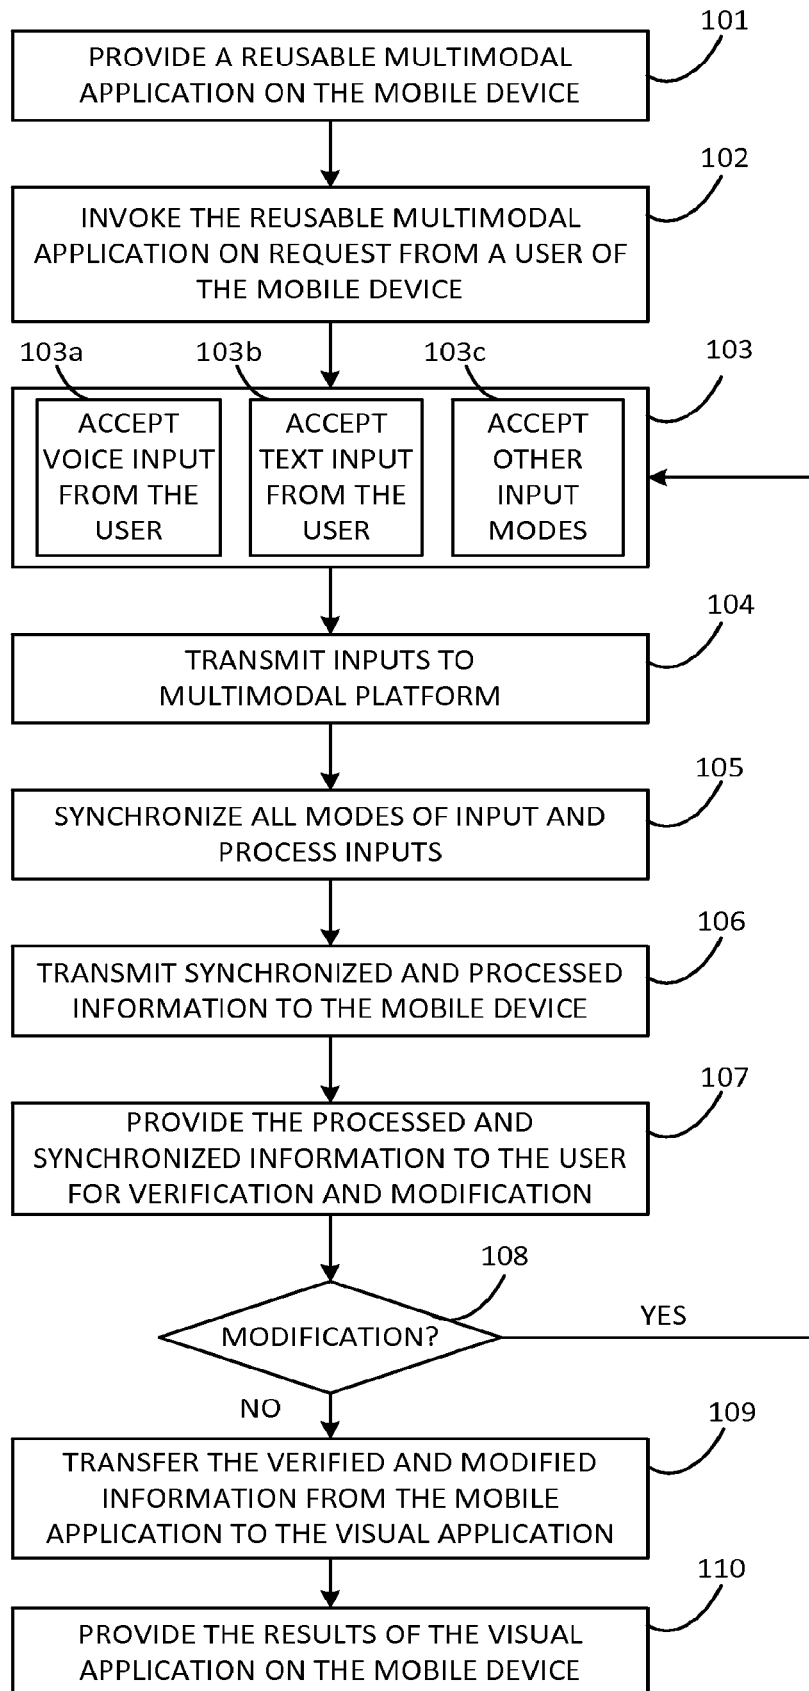 101
PROVIDE A REUSABLE MULTIMODAL
APPLICATION ON THE MOBILE DEVICE
102
INVOKE THE REUSABLE MULTIMODAL
APPLICATION ON REQUEST FROM A USER OF
THE MOBILE DEVICE
103
103a
ACCEPT
VOICE INPUT
FROM THE
USER
103b
ACCEPT
TEXT INPUT
FROM THE
USER
103c
ACCEPT
OTHER
INPUT
MODES
104
TRANSMIT INPUTS TO
MULTIMODAL PLATFORM
105
SYNCHRONIZE ALL MODES OF INPUT AND
PROCESS INPUTS
106
TRANSMIT SYNCHRONIZED AND PROCESSED
INFORMATION TO THE MOBILE DEVICE
107
PROVIDE THE PROCESSED AND
SYNCHRONIZED INFORMATION TO THE USER
FOR VERIFICATION AND MODIFICATION
108
MODIFICATION?
YES
NO
109
TRANSFER THE VERIFIED AND MODIFIED
INFORMATION FROM THE MOBILE
APPLICATION TO THE VISUAL APPLICATION
110
PROVIDE THE RESULTS OF THE VISUAL
APPLICATION ON THE MOBILE DEVICE